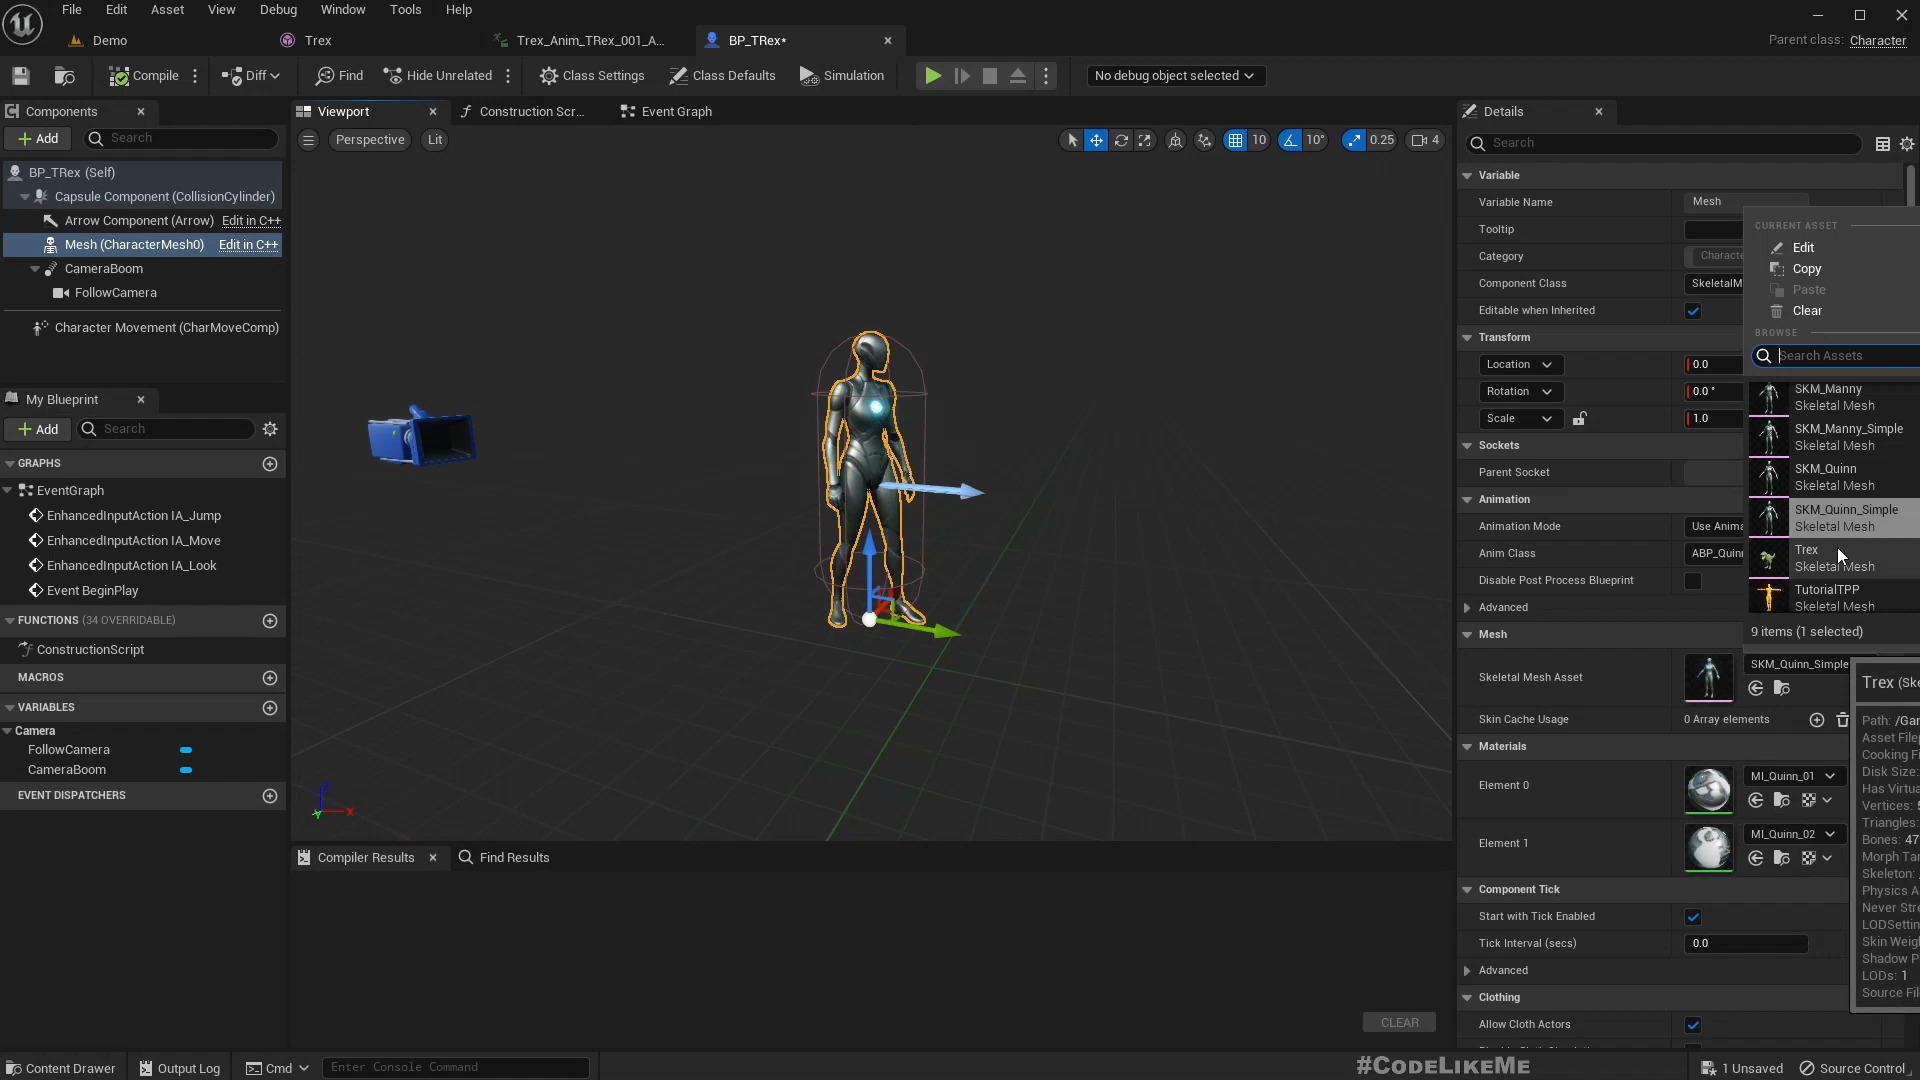 File Edit Asset View Debug Window Tools Help
Demo Trex Trex_Anim_TRex_001_A... BP_TRex*
Parent class: Character
Compile Diff Find Hide Unrelated Class Settings Class Defaults Simulation No debug object selected
Components
Add Search
BP_TRex (Self)
Capsule Component (CollisionCylinder)
Arrow Component (Arrow) Edit in C++
Mesh (CharacterMesh0) Edit in C++
CameraBoom
FollowCamera
Character Movement (CharMoveComp)
My Blueprint
Add Search
GRAPHS
EventGraph
EnhancedInputAction IA_Jump
EnhancedInputAction IA_Move
EnhancedInputAction IA_Look
Event BeginPlay
FUNCTIONS (34 OVERRIDABLE)
ConstructionScript
MACROS
VARIABLES
Camera
FollowCamera
CameraBoom
EVENT DISPATCHERS
Viewport Construction Scr... Event Graph
Perspective Lit 10 10° 0.25 4
Z X Y
Compiler Results Find Results
CLEAR
Details
Search
Variable
Variable Name Mesh
Tooltip
Category
Component Class SkeletalM
Editable when Inherited
Transform
Location 0.0
Rotation 0.0 °
Scale 1.0
Sockets
Parent Socket
Animation
Animation Mode Use Anima
Anim Class ABP_Quin
Disable Post Process Blueprint
Advanced
Mesh
Skeletal Mesh Asset SKM_Quinn_Simple
Skin Cache Usage 0 Array elements
Materials
Element 0 MI_Quinn_01
Element 1 MI_Quinn_02
Component Tick
Start with Tick Enabled
Tick Interval (secs) 0.0
Advanced
Clothing
Allow Cloth Actors
CURRENT ASSET
Edit
Copy
Paste
Clear
BROWSE
Search Assets
SKM_Manny
Skeletal Mesh
SKM_Manny_Simple
Skeletal Mesh
SKM_Quinn
Skeletal Mesh
SKM_Quinn_Simple
Skeletal Mesh
Trex
Skeletal Mesh
TutorialTPP
Skeletal Mesh
9 items (1 selected)
Trex (Ske
Path: /Gar
Asset File
Cooking Fi
Disk Size:
Has Virtua
Vertices:
Triangles:
Bones: 47
Morph Tar
Skeleton:
Physics A
Never Stre
LODSettin
Skin Weig
Shadow P
LODs: 1
Source Fil
Content Drawer Output Log Cmd Enter Console Command
#CodeLikeMe
1 Unsaved Source Control